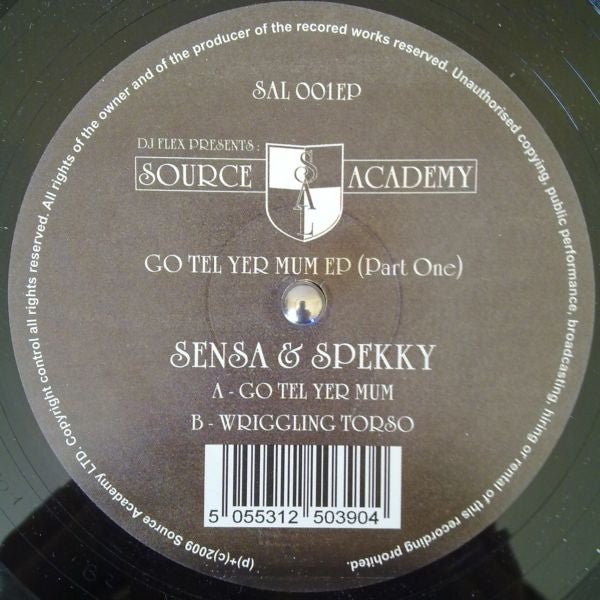 SAL 001EP
DJ FLEX PRESENTS :
SOURCE SAL ACADEMY
GO TEL YER MUM EP (Part One)
SENSA & SPEKKY
A - GO TEL YER MUM
B - WRIGGLING TORSO
5 055312 503904
(p)+(c)2009 Source Academy LTD. Copyright control all rights reserved. All rights of the owner and of the producer of the recored works reserved. Unauthorised copying, public performance, broadcasting, hiring or rental of this recording prohited.